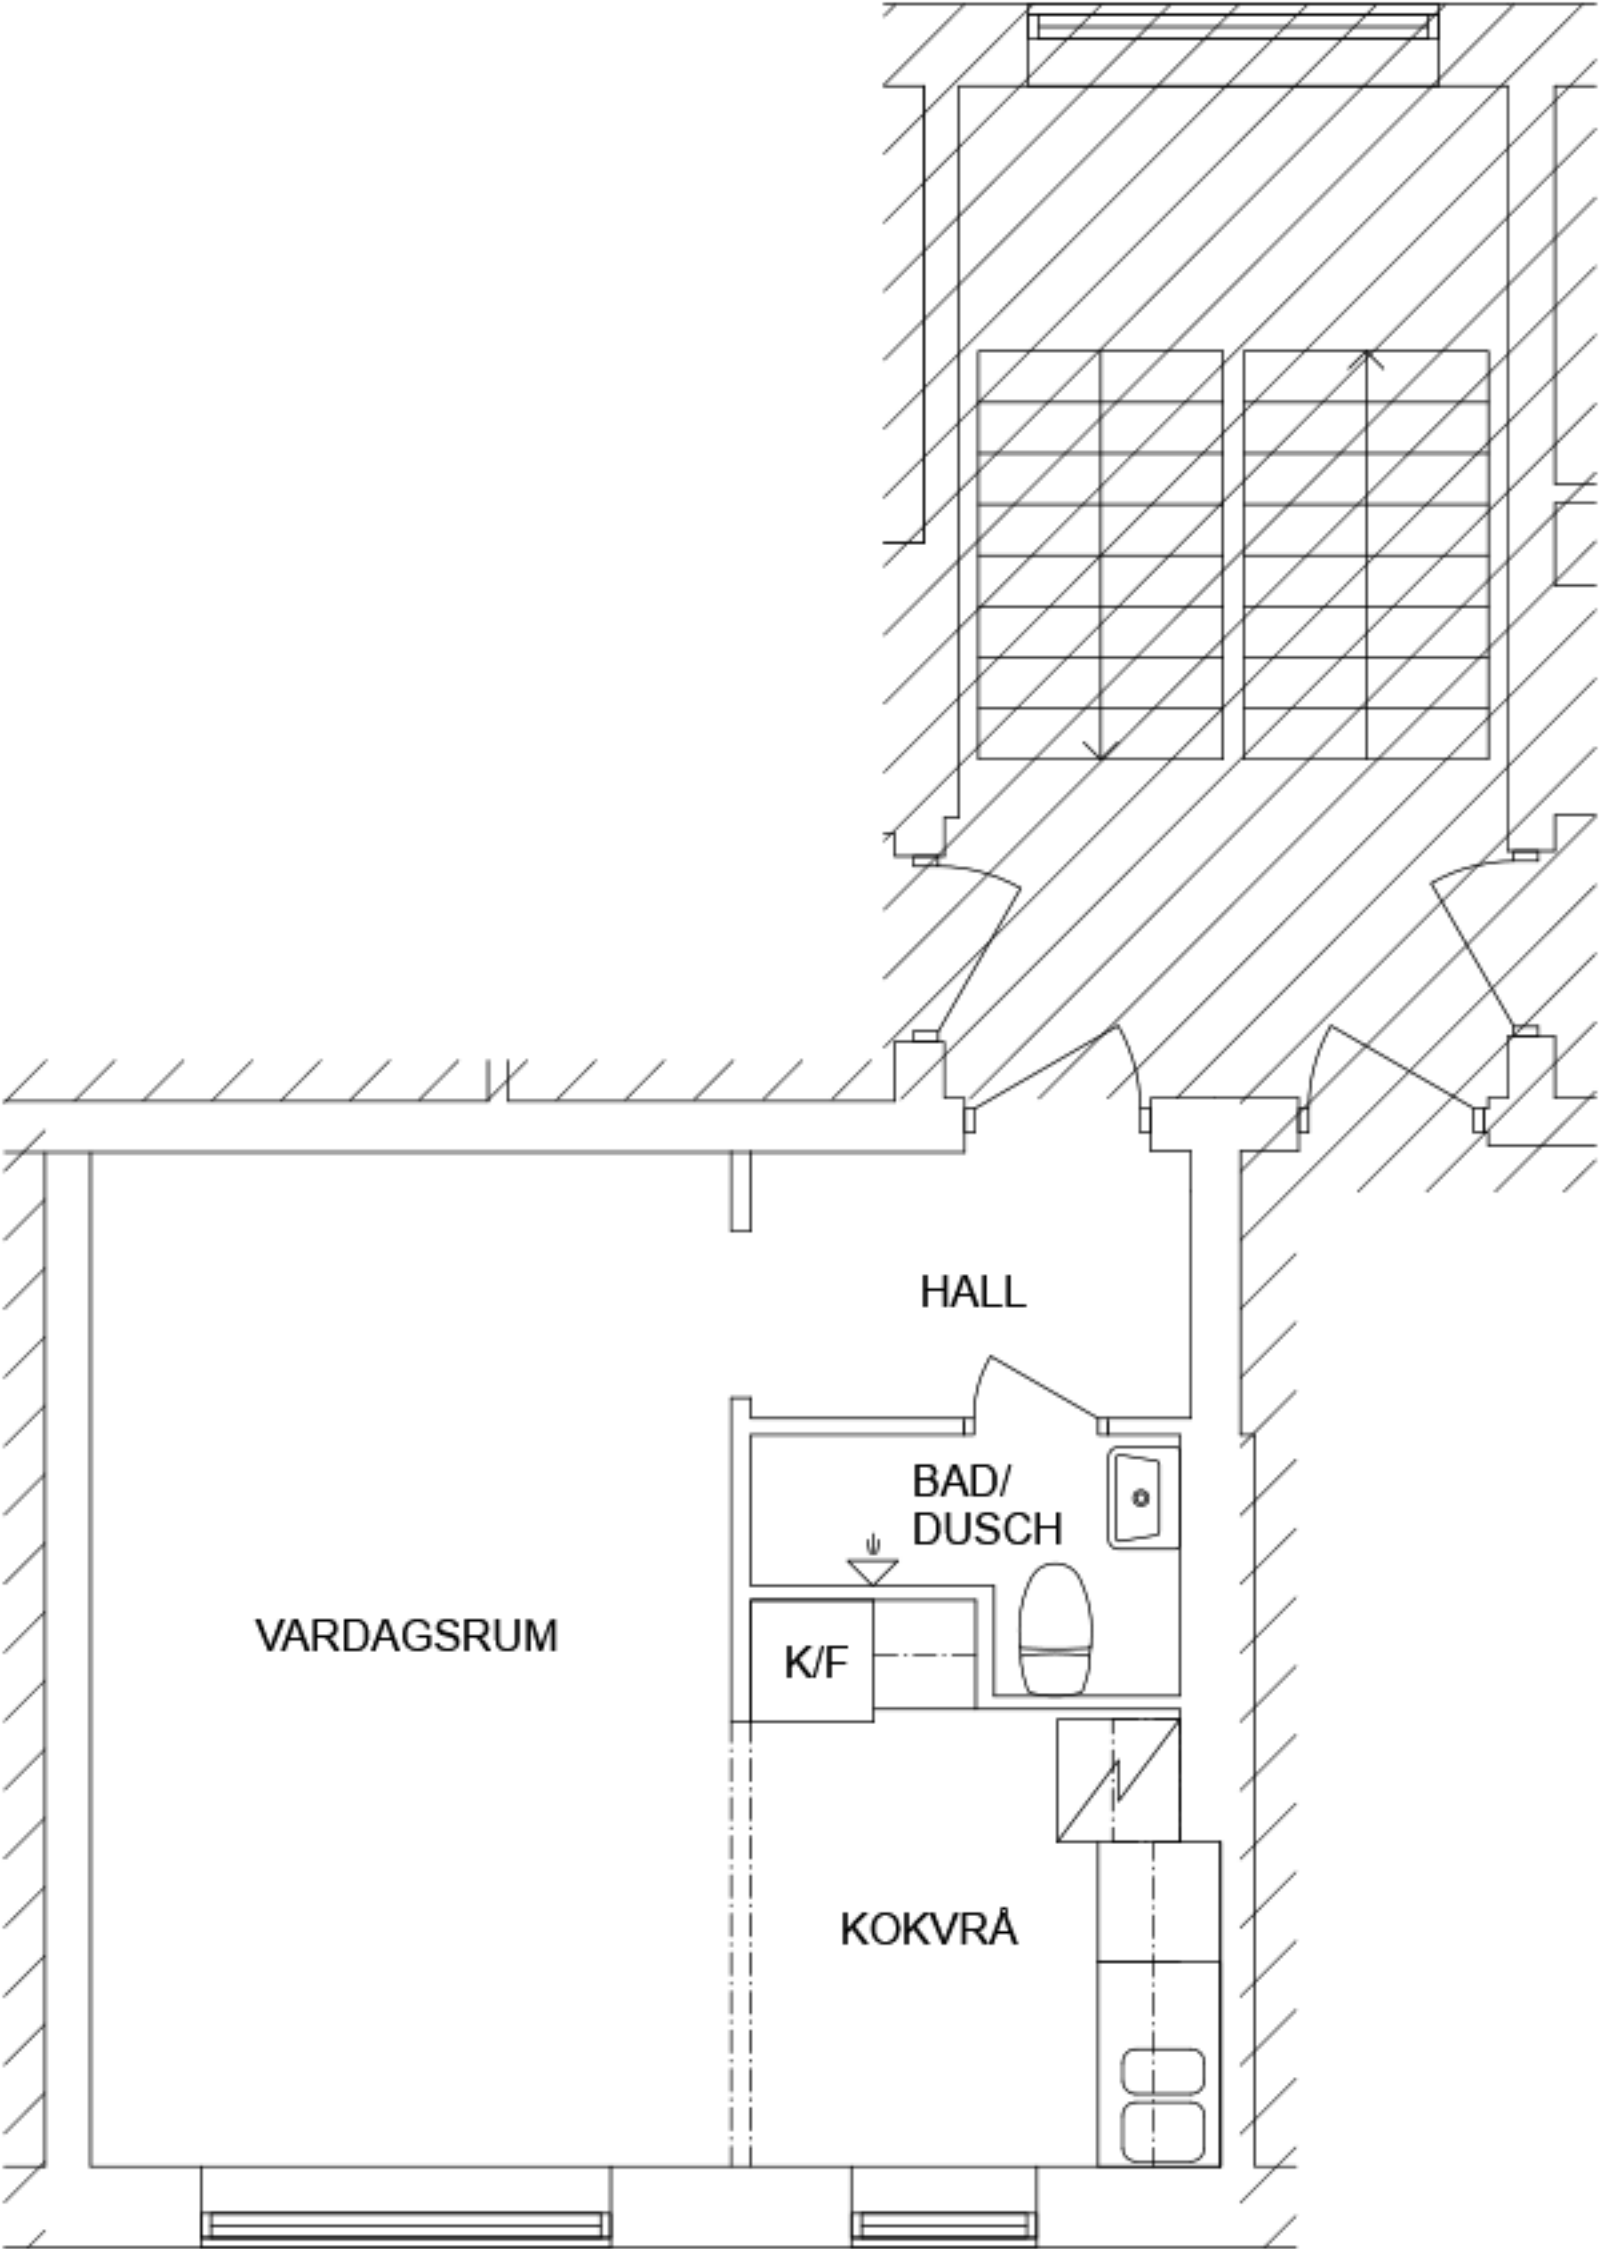 HALL
BAD/
DUSCH
VARDAGSRUM
K/F
KOKVRÅ